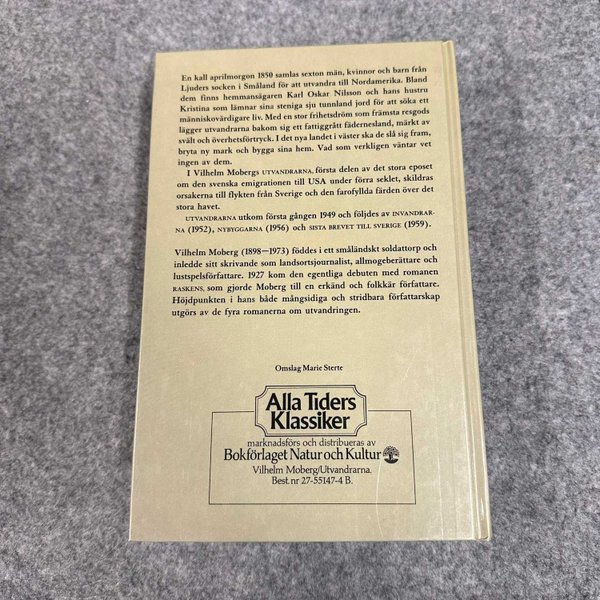 En kall aprilmorgon 1850 samlas sexton män, kvinnor och barn från
Ljuders socken i Småland för att utvandra till Nordamerika. Bland
dem finns hemmansägaren Karl Oskar Nilsson och hans hustru
Kristina som lämnar sina steniga sju tunnland jord för att söka ett
människovärdigare liv. Med en stor frihetsdröm som främsta resgods
lägger utvandrarna bakom sig ett fattiggrått fädernesland, märkt av
svält och överhetsförtryck. I det nya landet i väster ska de slå sig fram,
bryta ny mark och bygga sina hem. Vad som verkligen väntar vet
ingen av dem.
I Vilhelm Mobergs UTVANDRARNA, första delen av det stora eposet
om den svenska emigrationen till USA under förra seklet, skildras
orsakerna till flykten från Sverige och den farofyllda färden över det
stora havet.
UTVANDRARNA utkom första gången 1949 och följdes av INVANDRAR-
NA (1952), NYBYGGARNA (1956) och SISTA BREVET TILL SVERIGE (1959).
Vilhelm Moberg (1898—1973) föddes i ett småländskt soldattorp och
inledde sitt skrivande som landsortsjournalist, allmogeberättare och
lustspelsförfattare. 1927 kom den egentliga debuten med romanen
RASKENS, som gjorde Moberg till en erkänd och folkkär författare.
Höjdpunkten i hans både mångsidiga och stridbara författarskap
utgörs av de fyra romanerna om utvandringen.
Omslag Marie Sterte
Alla Tiders
Klassiker
marknadsförs och distribueras av
Bokförlaget Natur och Kultur
Vilhelm Moberg/Utvandrarna.
Best.nr 27-55147-4 B.